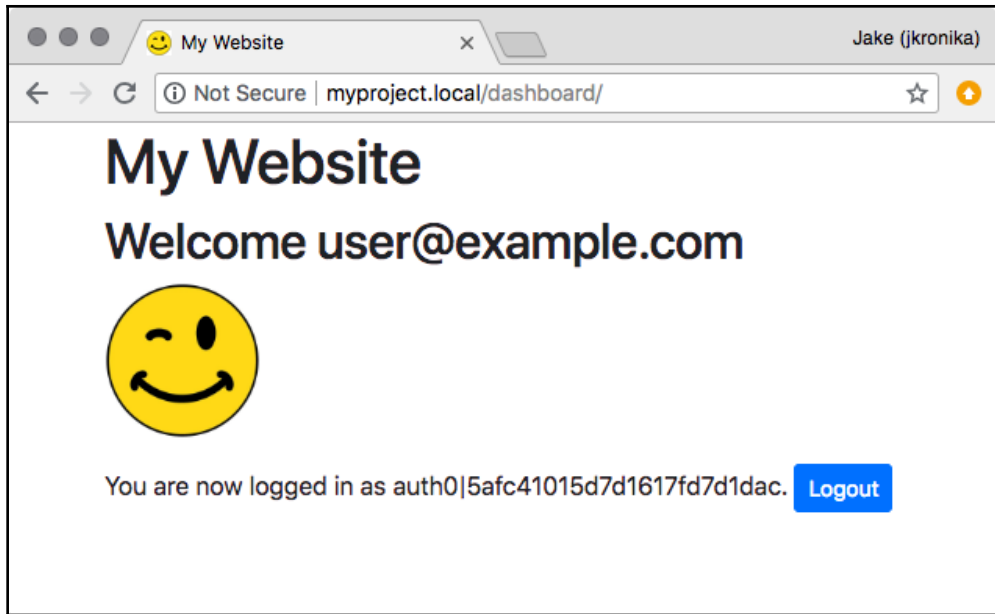 My Website
Jake (jkronika)
Not Secure myproject.local/dashboard/
My Website
Welcome user@example.com
You are now logged in as auth0|5afc41015d7d1617fd7d1dac. Logout